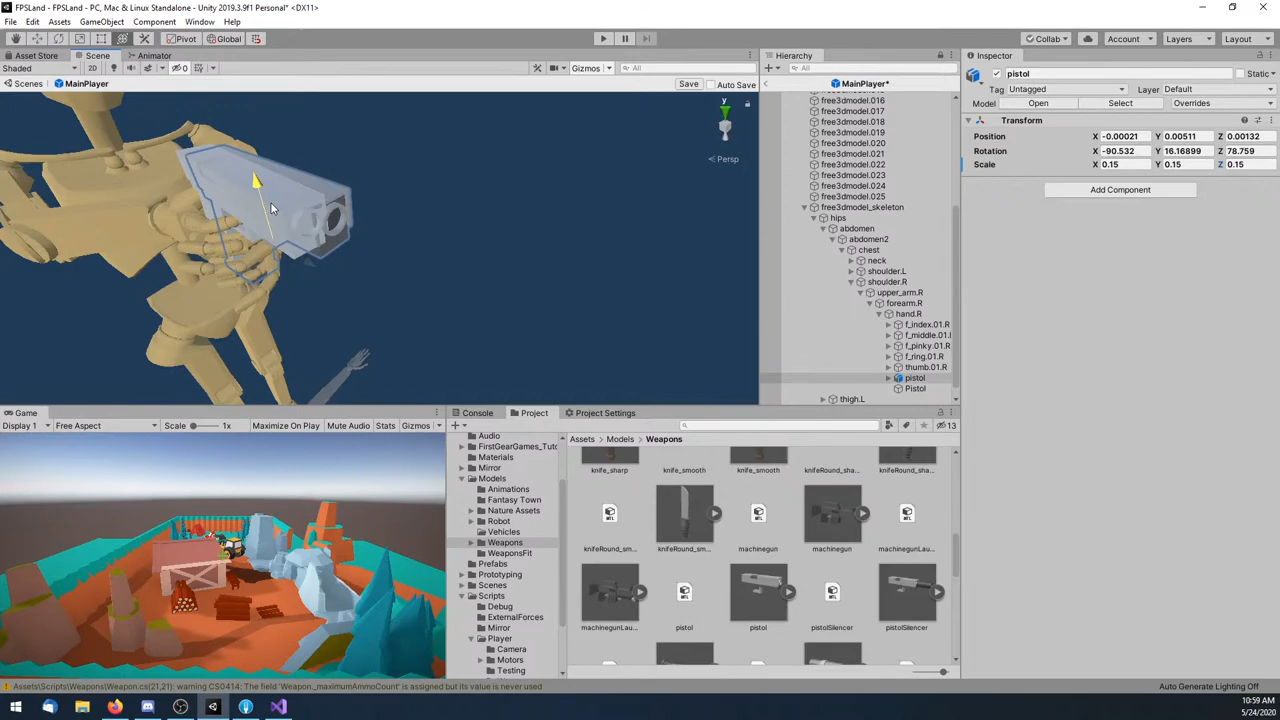 FPSLand - FPSLand - PC, Mac & Linux Standalone - Unity 2019.3.9f1 Personal* <DX11>
File Edit Assets GameObject Component Window Help
Pivot Global Collab Account Layers Layout
Asset Store Scene Animator
Shaded 2D 0 Gizmos All
Scenes MainPlayer Save Auto Save
y
Persp
Hierarchy
All
MainPlayer*
free3dmodel.016
free3dmodel.017
free3dmodel.018
free3dmodel.019
free3dmodel.020
free3dmodel.021
free3dmodel.022
free3dmodel.023
free3dmodel.024
free3dmodel.025
free3dmodel_skeleton
hips
abdomen
abdomen2
chest
neck
shoulder.L
shoulder.R
upper_arm.R
forearm.R
hand.R
f_index.01.R
f_middle.01.
f_pinky.01.R
f_ring.01.R
thumb.01.R
pistol
Pistol
thigh.L
Inspector
pistol Static
Tag Untagged Layer Default
Model Open Select Overrides
Transform
Position X -0.00021 Y 0.00511 Z 0.00132
Rotation X -90.532 Y 16.16899 Z 78.759
Scale X 0.15 Y 0.15 Z 0.15
Add Component
Game
Display 1 Free Aspect Scale 1x Maximize On Play Mute Audio Stats Gizmos
Console Project Project Settings
13
Audio
FirstGearGames_Tuto
Materials
Mirror
Models
Animations
Fantasy Town
Nature Assets
Robot
Vehicles
Weapons
WeaponsFit
Prefabs
Prototyping
Scenes
Scripts
Debug
ExternalForces
Mirror
Player
Camera
Motors
Testing
Assets Models Weapons
knife_sharp knife_smooth knife_smooth knifeRound_sha... knifeRound_sha...
MTL MTL MTL
knifeRound_sm... knifeRound_sm... machinegun machinegun machinegunLau...
MTL MTL
machinegunLau... pistol pistol pistolSilencer pistolSilencer
Assets\Scripts\Weapons\Weapon.cs(21,21): warning CS0414: The field 'Weapon._maximumAmmoCount' is assigned but its value is never used
Auto Generate Lighting Off
10:59 AM
5/24/2020